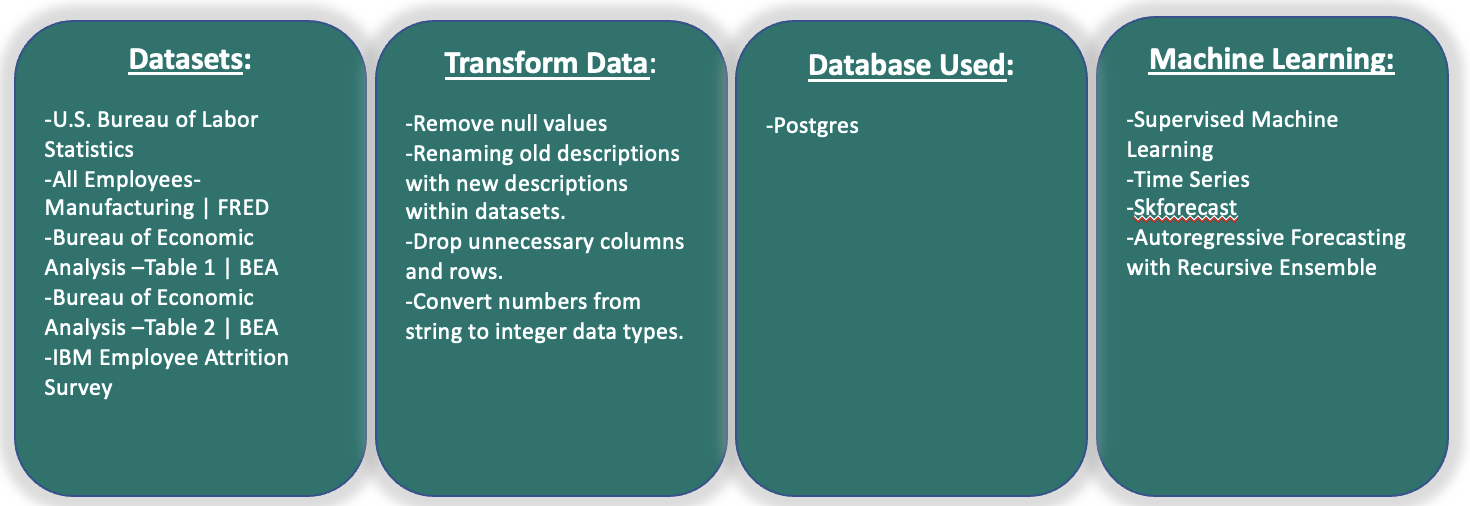 Datasets:
-U.S. Bureau of Labor
Statistics
-All Employees-
Manufacturing | FRED
-Bureau of Economic
Analysis –Table 1 | BEA
-Bureau of Economic
Analysis –Table 2 | BEA
-IBM Employee Attrition
Survey
Transform Data:
-Remove null values
-Renaming old descriptions
with new descriptions
within datasets.
-Drop unnecessary columns
and rows.
-Convert numbers from
string to integer data types.
Database Used:
-Postgres
Machine Learning:
-Supervised Machine
Learning
-Time Series
-Skforecast
-Autoregressive Forecasting
with Recursive Ensemble